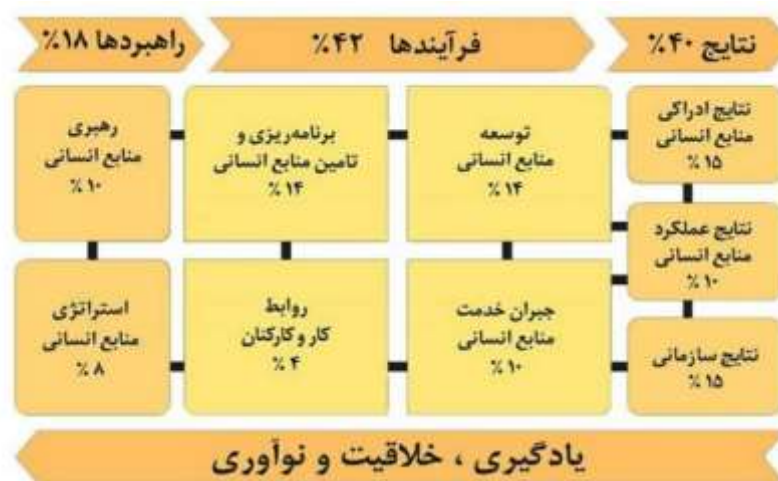 راهبردها ۱۸%
فرآیندها ۴۲%
نتایج ۴۰%
رهبری
منابع انسانی
۱۰ %
برنامه‌ریزی و
تامین منابع انسانی
۱۴ %
توسعه
منابع انسانی
۱۴ %
نتایج ادراکی
منابع انسانی
۱۵ %
نتایج عملکرد
منابع انسانی
۱۰ %
استراتژی
منابع انسانی
۸ %
روابط
کار و کارکنان
۴ %
جبران خدمت
منابع انسانی
۱۰ %
نتایج سازمانی
۱۵ %
یادگیری ، خلاقیت و نوآوری